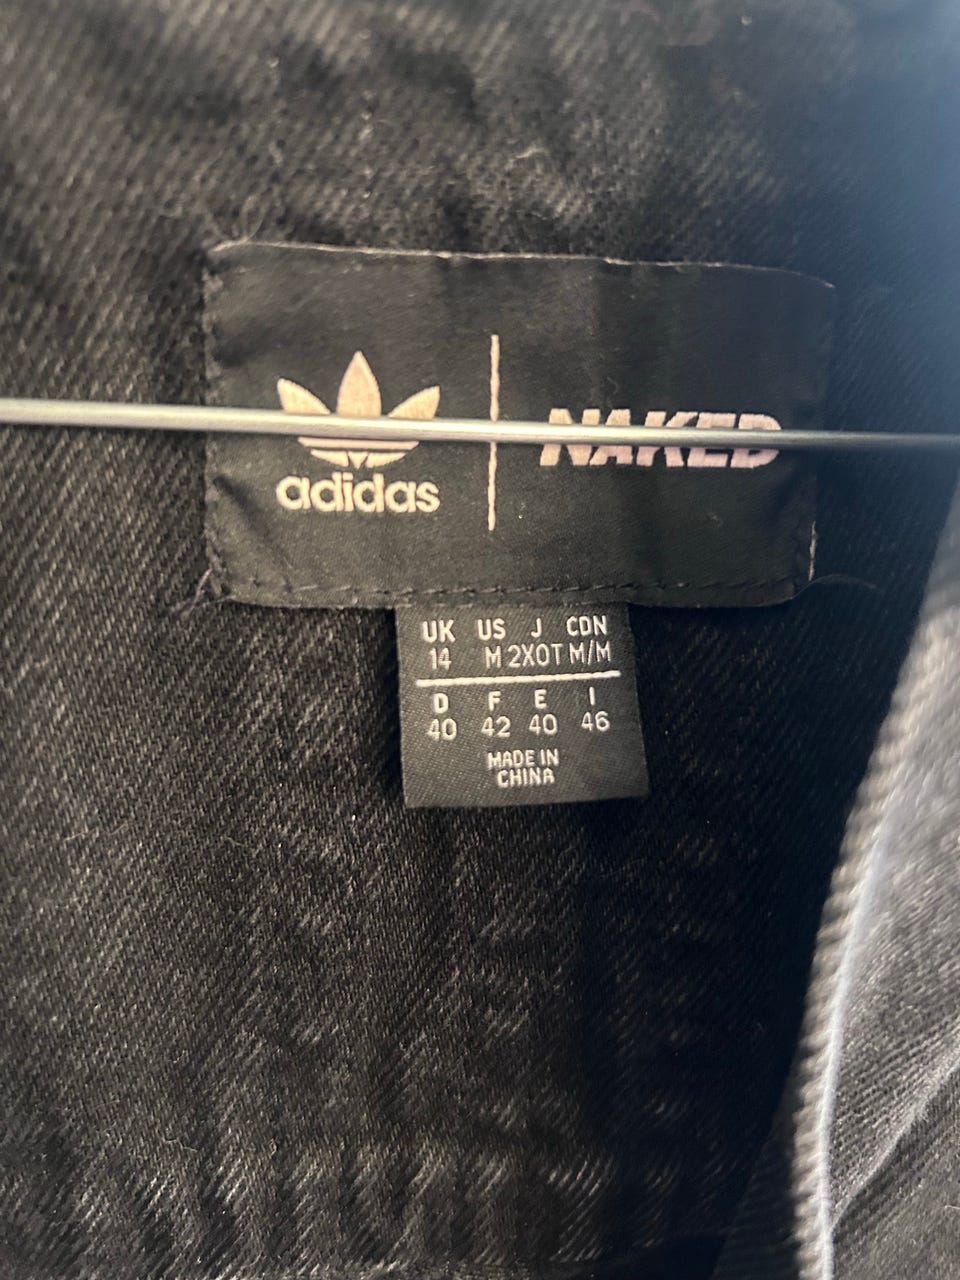 adidas
NAKED
UK US J CDN
14 M 2XOT M/M
D F E I
40 42 40 46
MADE IN
CHINA